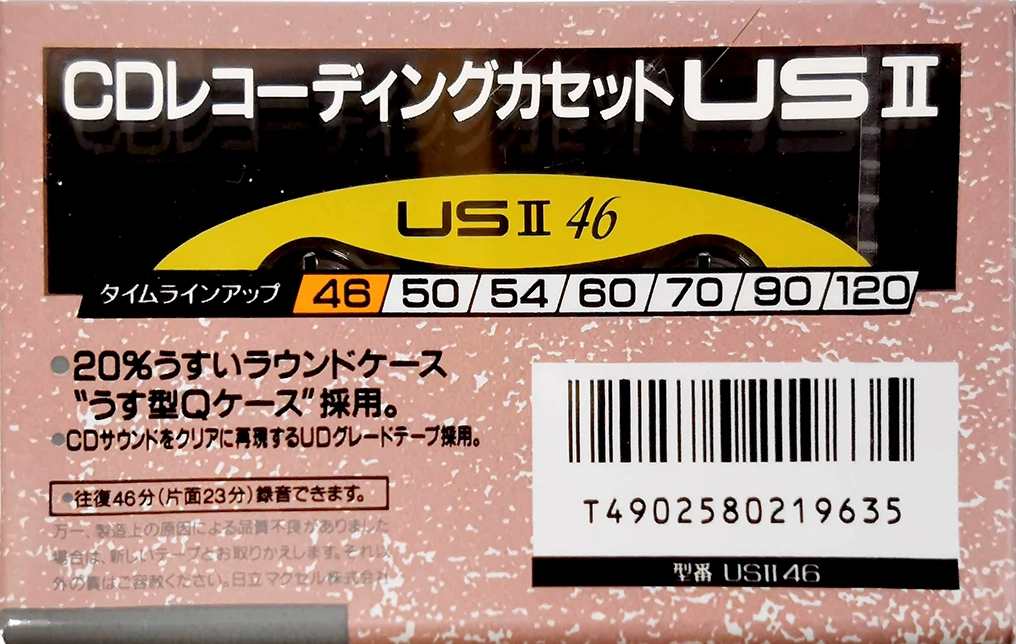 CDレコーディングカセットUSⅡ
USⅡ 46
タイムラインアップ 46 50 54 60 70 90 120
●20%うすいラウンドケース
"うす型Qケース"採用。
●CDサウンドをクリアに再現するUDグレードテープ採用。
●往復46分(片面23分)録音できます。
万一、製造上の原因による品質不良がありました
場合は、新しいテープとお取りかえします。それ以
外の責はご容赦ください。日立マクセル株式会社
T4902580219635
型番 USII46